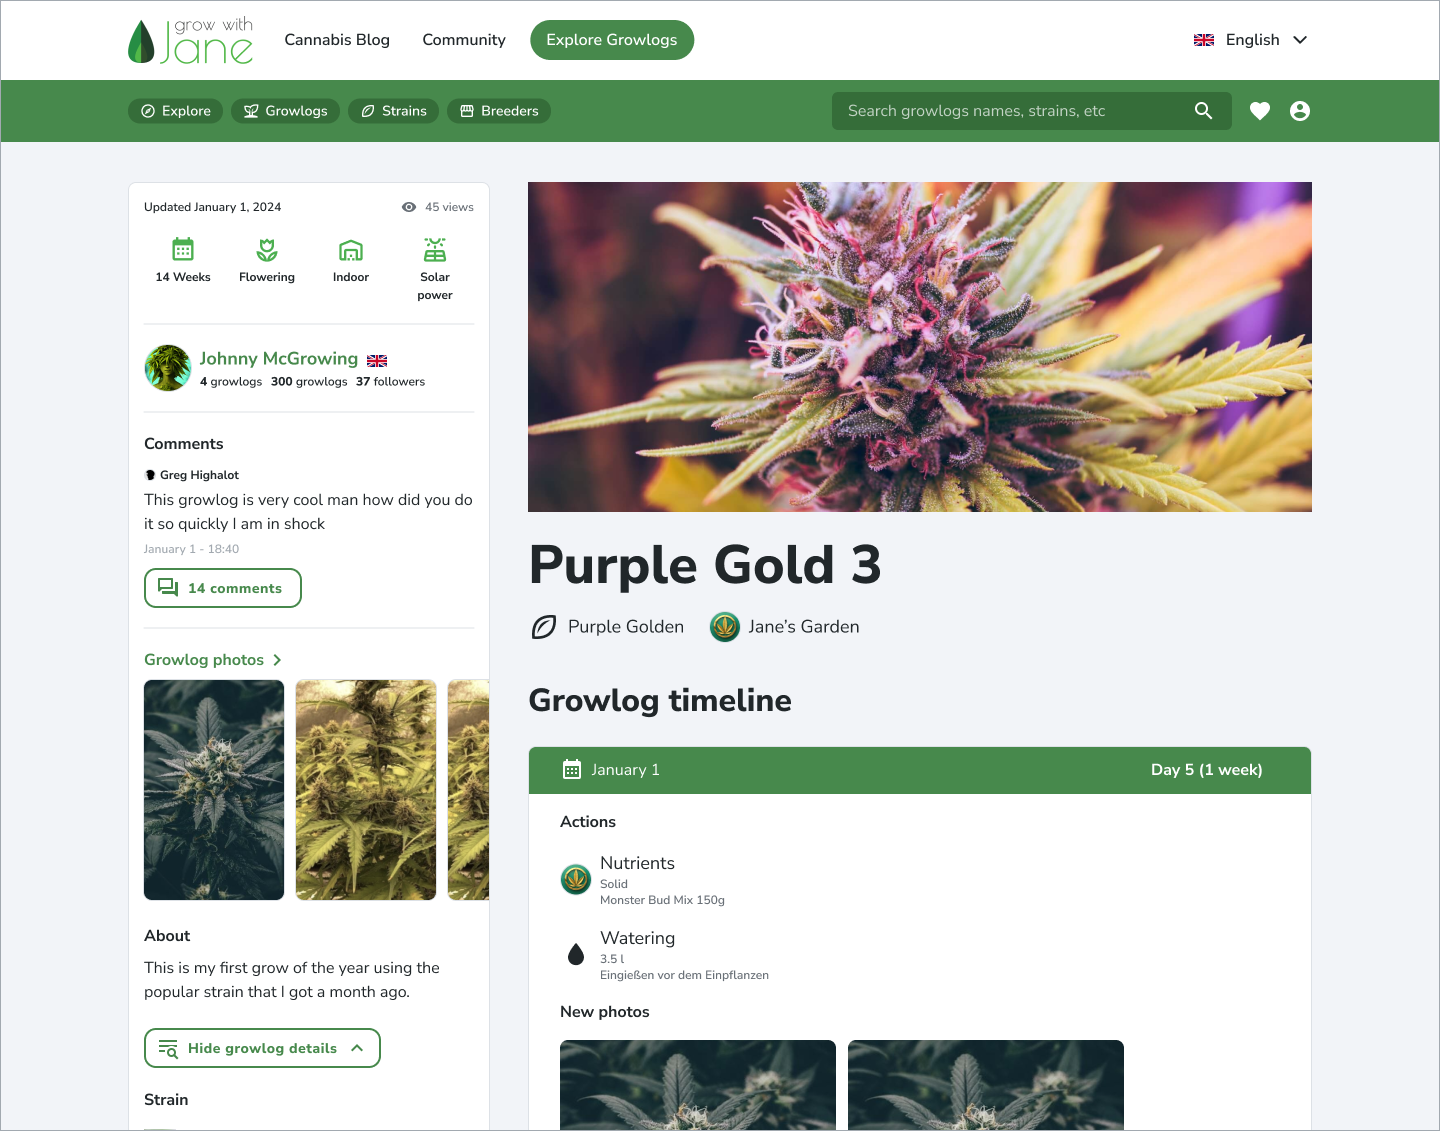 grow with
Jane
Cannabis Blog
Community
Explore Growlogs
English
Explore
Growlogs
Strains
Breeders
Search growlogs names, strains, etc
Updated January 1, 2024
45 views
14 Weeks
Flowering
Indoor
Solar
power
Johnny McGrowing
4 growlogs 300 growlogs 37 followers
Comments
Greg Highalot
This growlog is very cool man how did you do
it so quickly I am in shock
January 1 - 18:40
14 comments
Growlog photos
About
This is my first grow of the year using the
popular strain that I got a month ago.
Hide growlog details
Strain
Purple Gold 3
Purple Golden
Jane’s Garden
Growlog timeline
January 1
Day 5 (1 week)
Actions
Nutrients
Solid
Monster Bud Mix 150g
Watering
3.5 l
Eingießen vor dem Einpflanzen
New photos